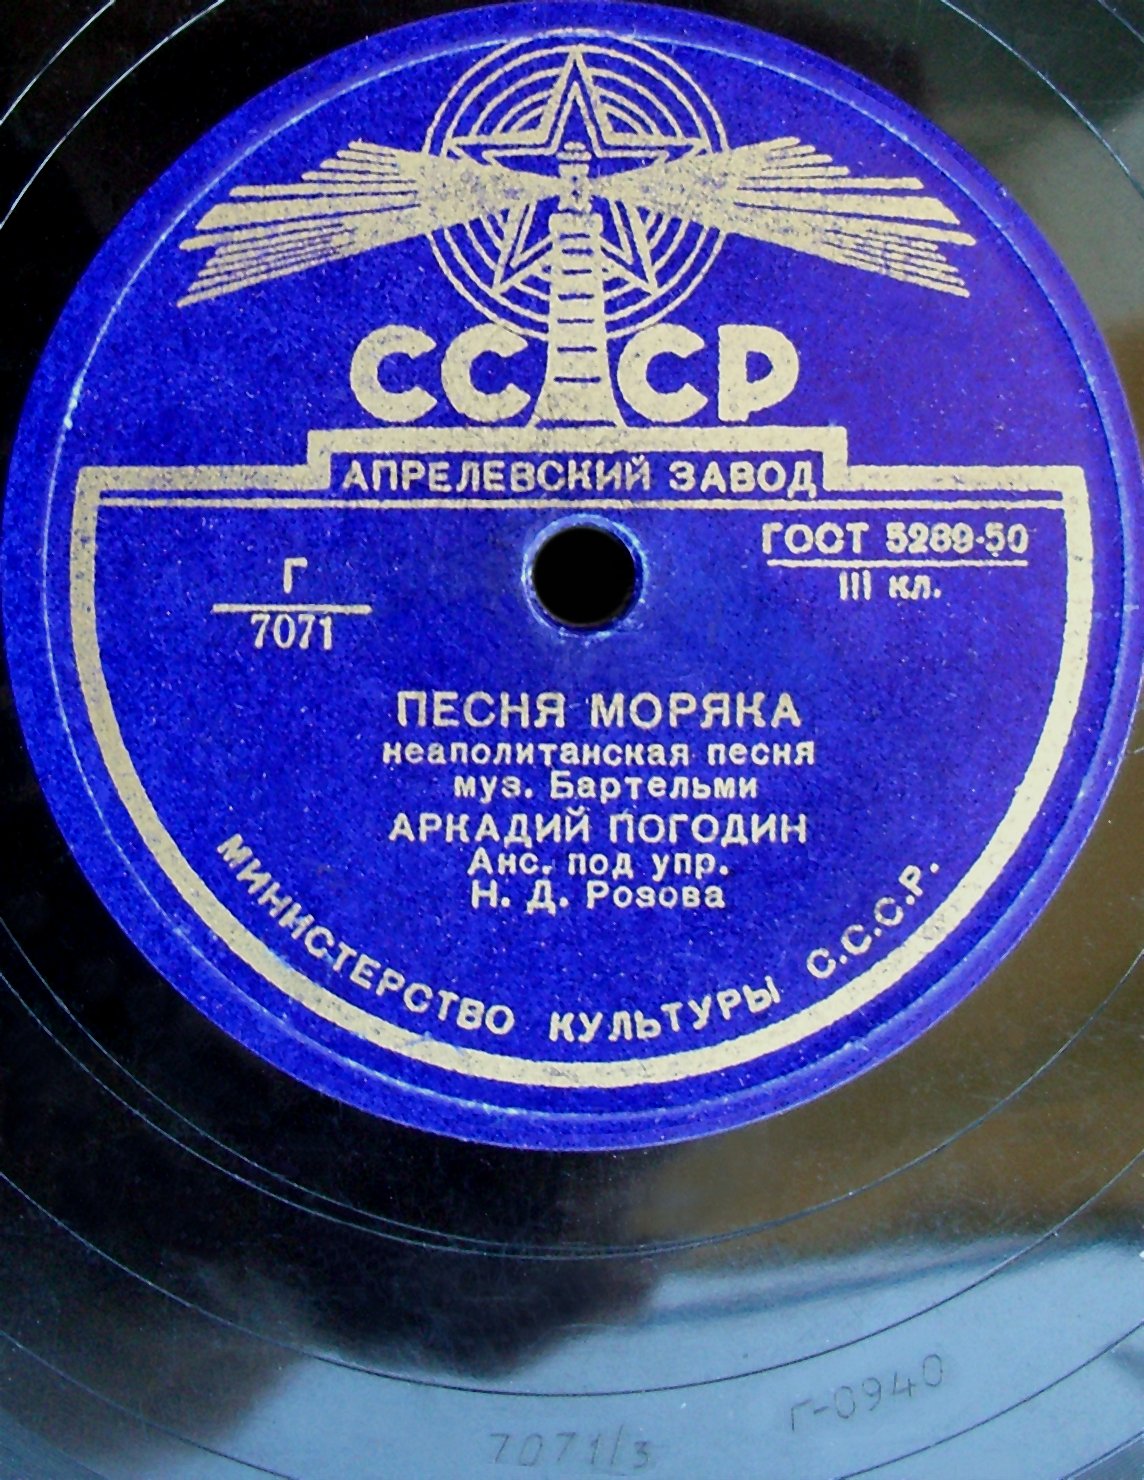 СССР
АПРЕЛЕВСКИЙ ЗАВОД
ГОСТ 5289-50
III кл.
Г
7071
ПЕСНЯ МОРЯКА
неаполитанская песня
муз. Бартельми
АРКАДИЙ ПОГОДИН
Анс. под упр.
Н. Д. Розова
МИНИСТЕРСТВО КУЛЬТУРЫ С.С.С.Р.
Г-0940
7071/3